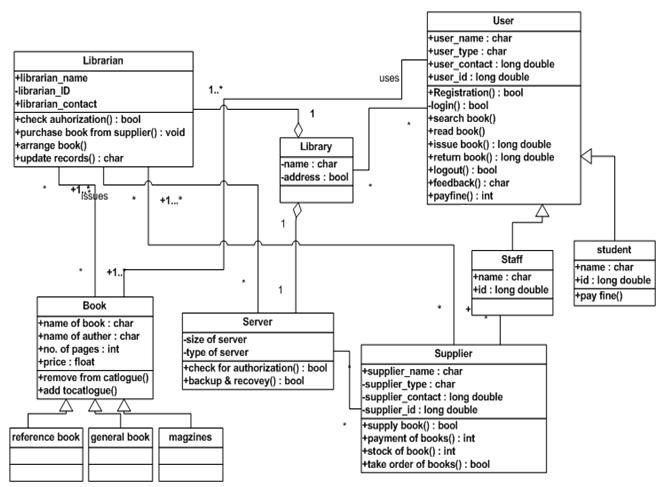 User
+user_name : char
+user_type : char
+user_contact : long double
+user_id : long double
+Registration() : bool
-login() : bool
+search book()
+read book()
+issue book() : long double
+return book() : long double
+logout() : bool
+feedback() : char
+payfine() : int
Librarian
+librarian_name
-librarian_ID
+librarian_contact
+check auhorization() : bool
+purchase book from supplier() : void
+arrange book()
+update records() : char
uses
1..*
1
*
Library
-name : char
-address : bool
*
*
+1..*
issues
*
+1...*
1
Staff
+name : char
+id : long double
student
+name : char
+id : long double
+pay fine()
*
+1..*
*
1
*
+
*
Book
+name of book : char
+name of auther : char
+no. of pages : int
+price : float
+remove from catlogue()
+add tocatlogue()
Server
-size of server
-type of server
+check for authorization() : bool
+backup & recovey() : bool
*
*
Supplier
+supplier_name : char
-supplier_type : char
-supplier_contact : long double
-supplier_id : long double
+supply book() : bool
+payment of books() : int
+stock of book() : int
+take order of books() : bool
reference book
general book
magzines